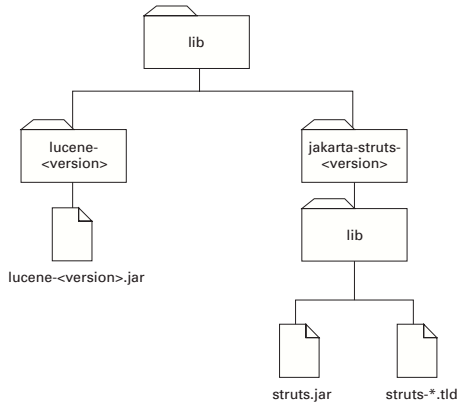 lib
lucene-
<version>
jakarta-struts-
<version>
lucene-<version>.jar
lib
struts.jar
struts-*.tld